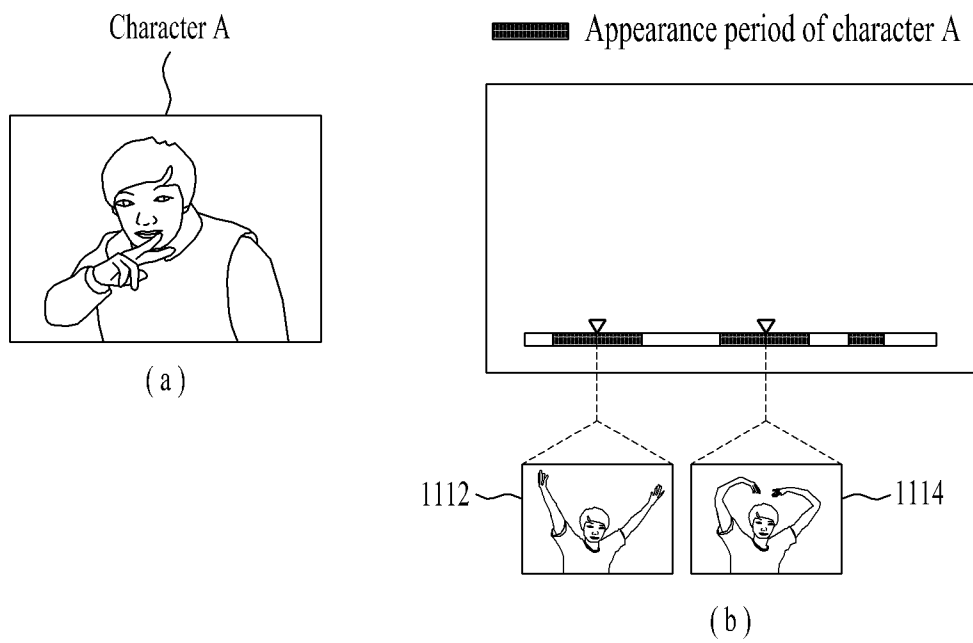 Character A
Appearance period of character A
(a)
1112
1114
(b)